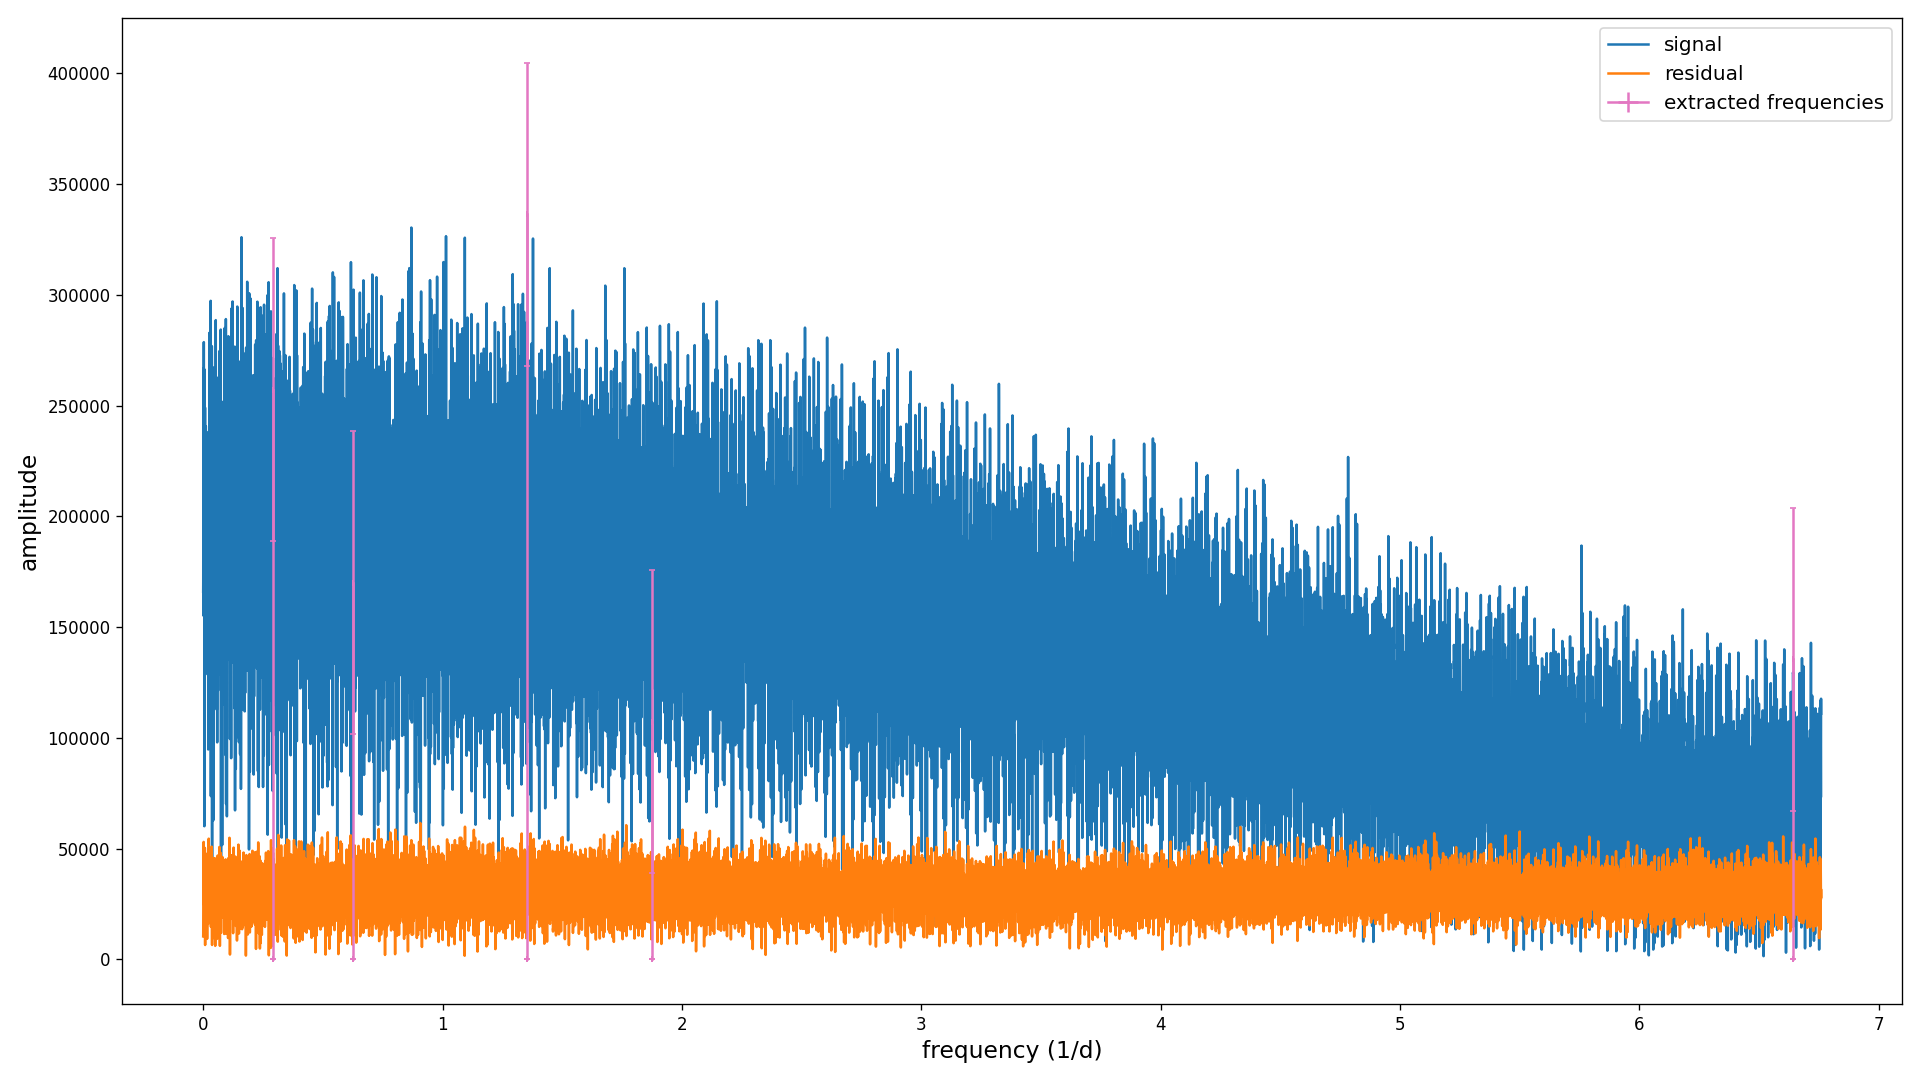 signal
residual
extracted frequencies
400000
350000
300000
250000
200000
150000
100000
50000
0
amplitude
0 1 2 3 4 5 6 7
frequency (1/d)